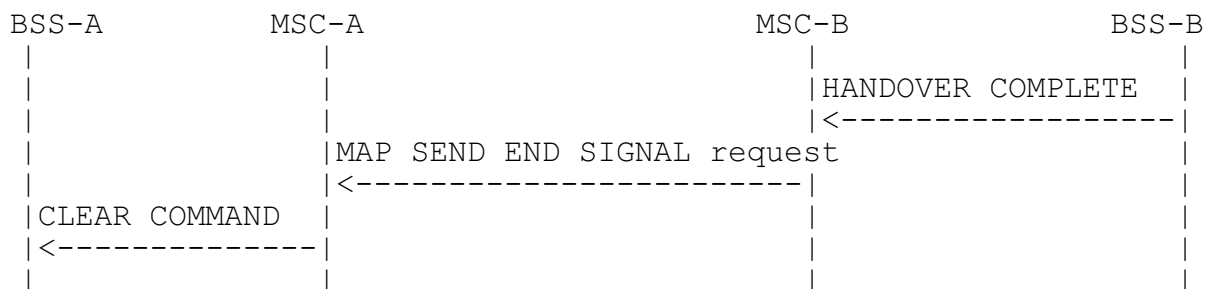 BSS-A MSC-A MSC-B BSS-B
HANDOVER COMPLETE
MAP SEND END SIGNAL request
CLEAR COMMAND